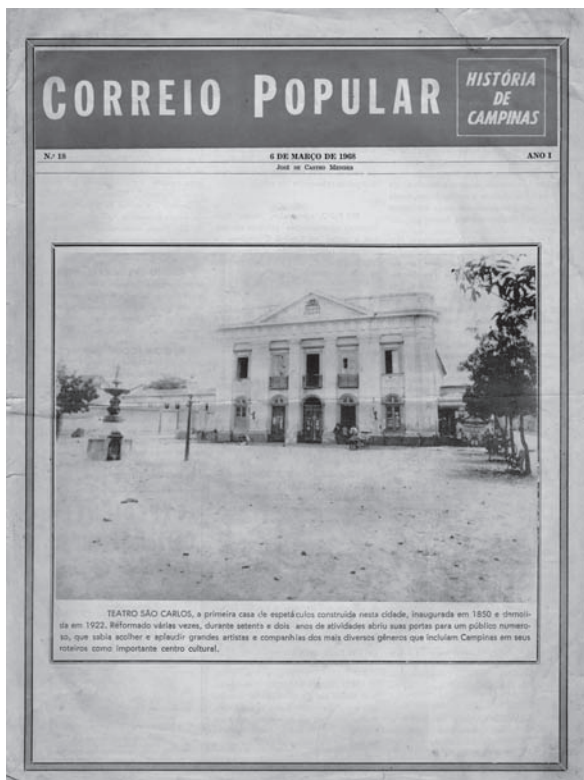 CORREIO POPULAR
HISTÓRIA
DE
CAMPINAS
N.º 18
6 DE MARÇO DE 1968
ANO I
JOSÉ DE CASTRO MENDES
TEATRO SÃO CARLOS, a primeira casa de espetáculos construída nesta cidade, inaugurada em 1850 e demoli-
da em 1922. Reformado várias vezes, durante setenta e dois anos de atividades abriu suas portas para um público numero-
so, que sabia acolher e aplaudir grandes artistas e companhias dos mais diversos gêneros que incluíam Campinas em seus
roteiros como importante centro cultural.